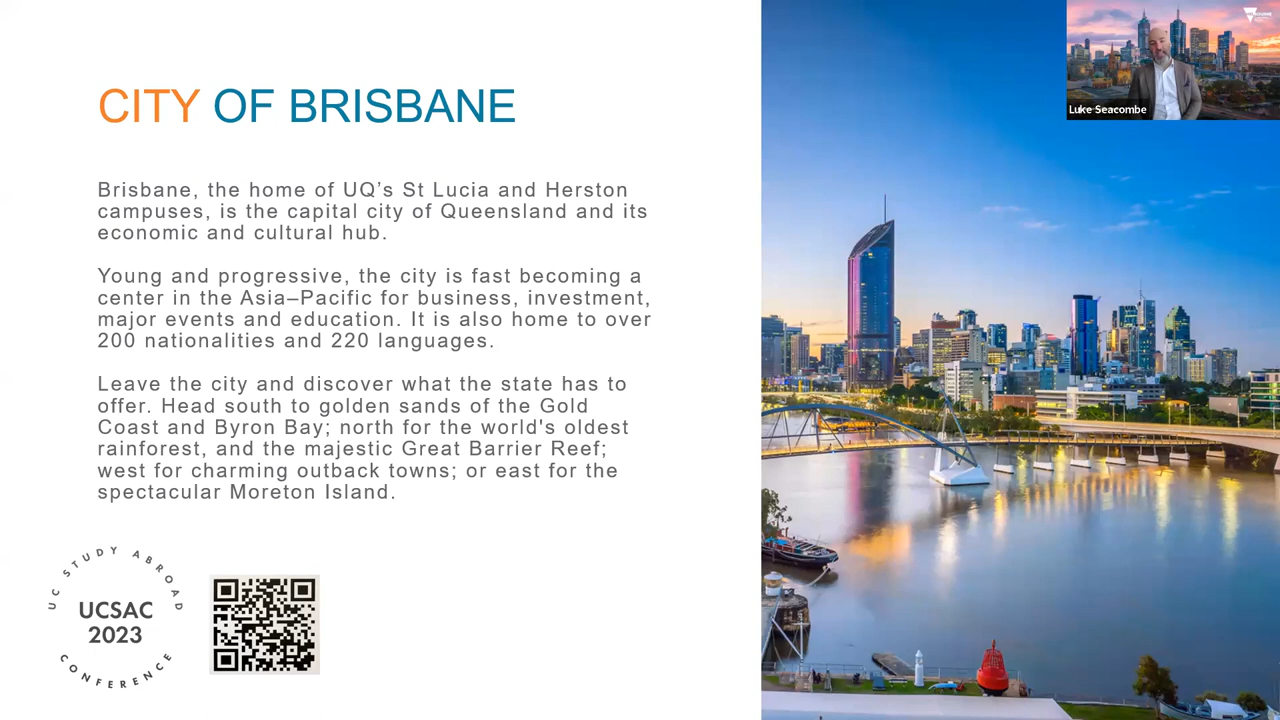 CITY OF BRISBANE
Brisbane, the home of UQ’s St Lucia and Herston
campuses, is the capital city of Queensland and its
economic and cultural hub.
Young and progressive, the city is fast becoming a
center in the Asia–Pacific for business, investment,
major events and education. It is also home to over
200 nationalities and 220 languages.
Leave the city and discover what the state has to
offer. Head south to golden sands of the Gold
Coast and Byron Bay; north for the world's oldest
rainforest, and the majestic Great Barrier Reef;
west for charming outback towns; or east for the
spectacular Moreton Island.
UC STUDY ABROAD
UCSAC
2023
CONFERENCE
Luke Seacombe